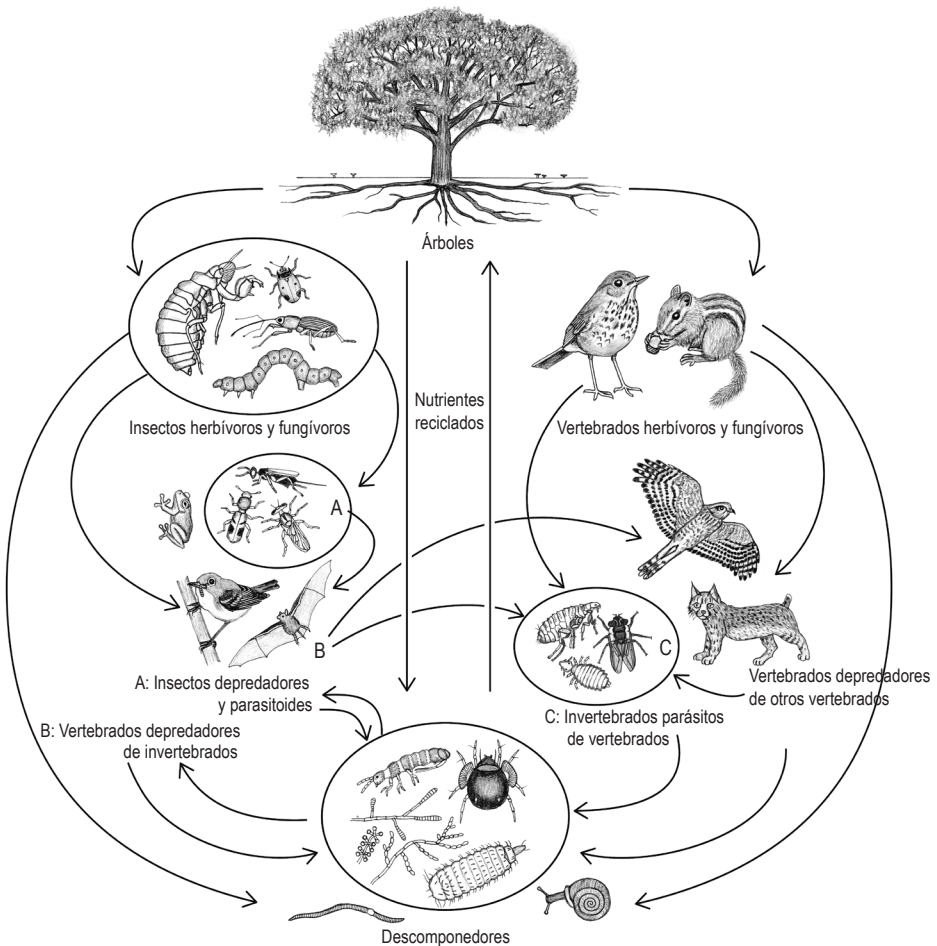 Árboles
Nutrientes
reciclados
Insectos herbívoros y fungívoros
Vertebrados herbívoros y fungívoros
A
B
C
A: Insectos depredadores
y parasitoides
B: Vertebrados depredadores
de invertebrados
Vertebrados depredadores
de otros vertebrados
C: Invertebrados parásitos
de vertebrados
Descomponedores